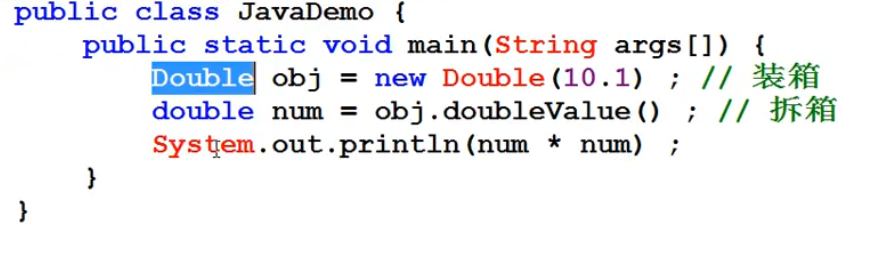 public class JavaDemo {
public static void main(String args[]) {
Double obj = new Double(10.1) ; // 装箱
double num = obj.doubleValue() ; // 拆箱
System.out.println(num * num) ;
}
}